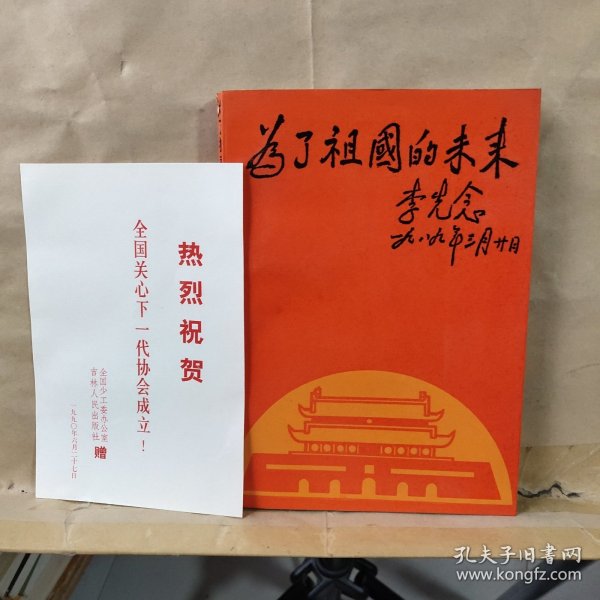 為了祖國的未来
李先念
一九八九年三月廿日
热烈祝贺
全国关心下一代协会成立！
全国少工委办公室
吉林人民出版社
赠
一九九〇年六月二十七日
孔夫子旧书网
www.kongfz.com